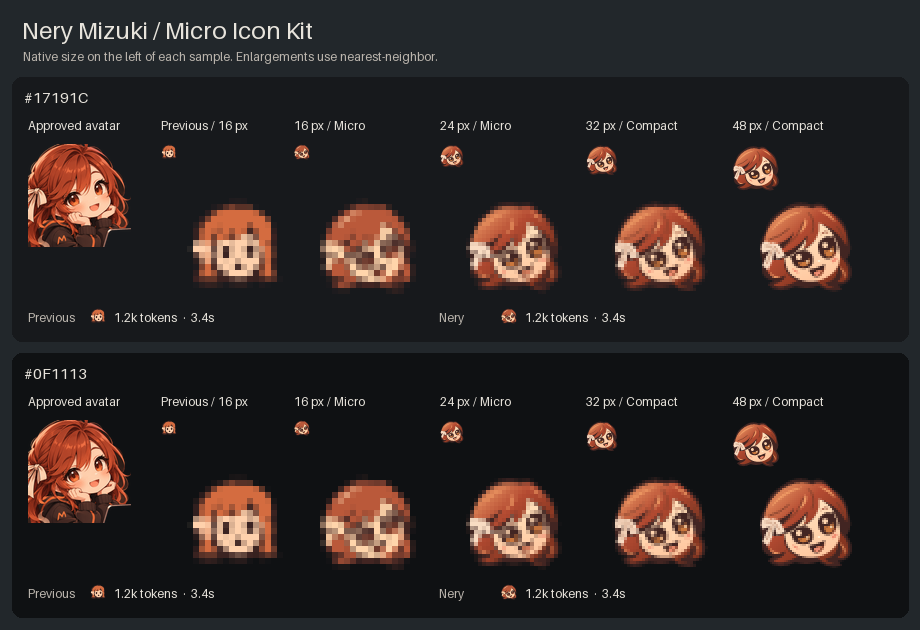 Nery Mizuki / Micro Icon Kit
Native size on the left of each sample. Enlargements use nearest-neighbor.
#17191C
Approved avatar Previous / 16 px 16 px / Micro 24 px / Micro 32 px / Compact 48 px / Compact
Previous 1.2k tokens · 3.4s Nery 1.2k tokens · 3.4s
#0F1113
Approved avatar Previous / 16 px 16 px / Micro 24 px / Micro 32 px / Compact 48 px / Compact
Previous 1.2k tokens · 3.4s Nery 1.2k tokens · 3.4s